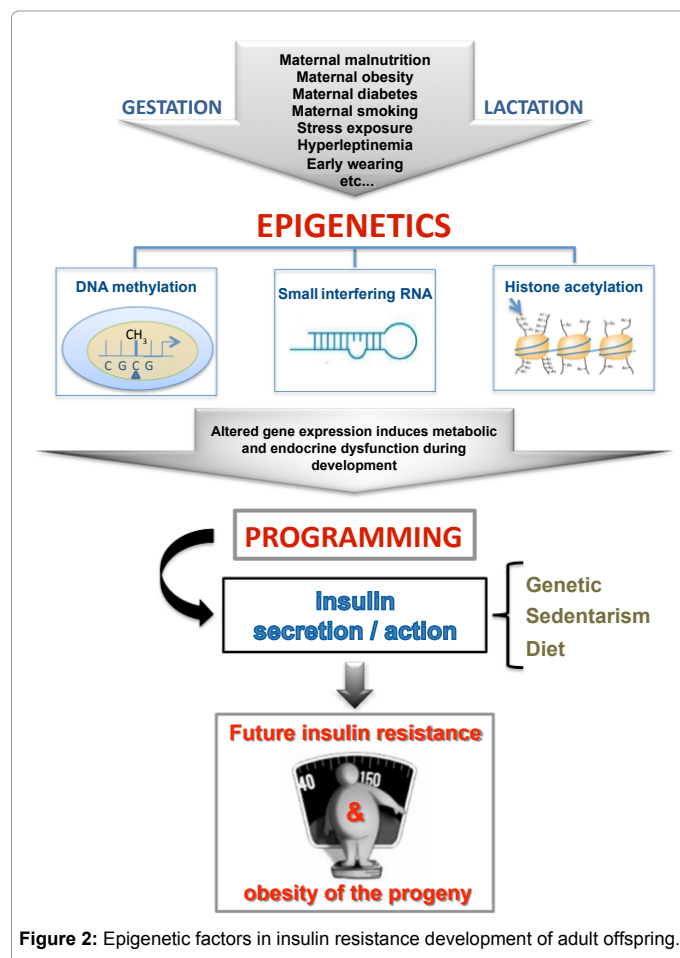 Maternal malnutrition
Maternal obesity
Maternal diabetes
GESTATION
LACTATION
Maternal smoking
Stress exposure
Hyperleptinemia
Early wearing
etc...
EPIGENETICS
DNA methylation
CH3
C G C G
Small interfering RNA
Histone acetylation
Altered gene expression induces metabolic
and endocrine dysfunction during
development
PROGRAMMING
insulin
secretion / action
Genetic
Sedentarism
Diet
Future insulin resistance
40
150
&
obesity of the progeny
Figure 2: Epigenetic factors in insulin resistance development of adult offspring.